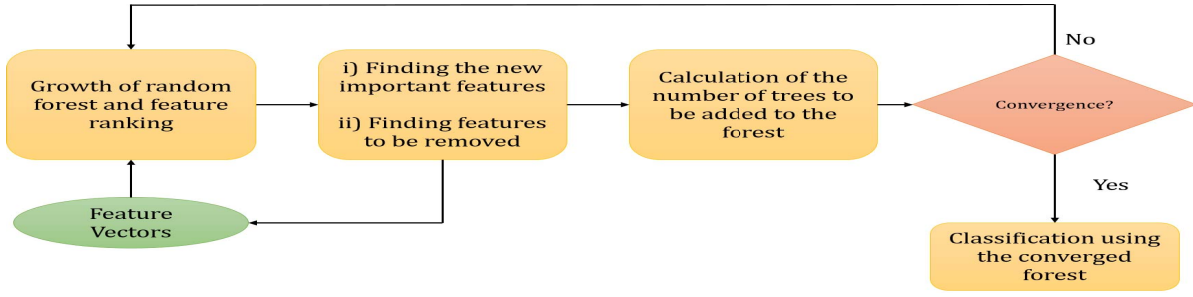 Growth of random
forest and feature
ranking
i) Finding the new
important features
ii) Finding features
to be removed
Calculation of the
number of trees to
be added to the
forest
Convergence?
No
Yes
Feature
Vectors
Classification using
the converged
forest